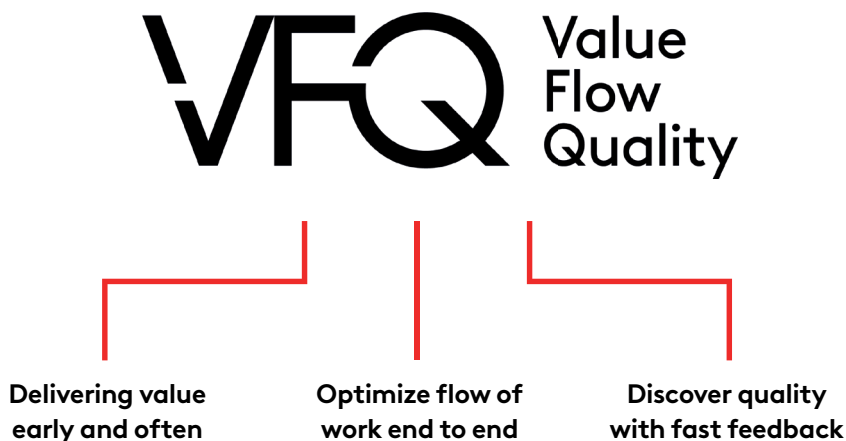 VFQ
Value
Flow
Quality
Delivering value
early and often
Optimize flow of
work end to end
Discover quality
with fast feedback